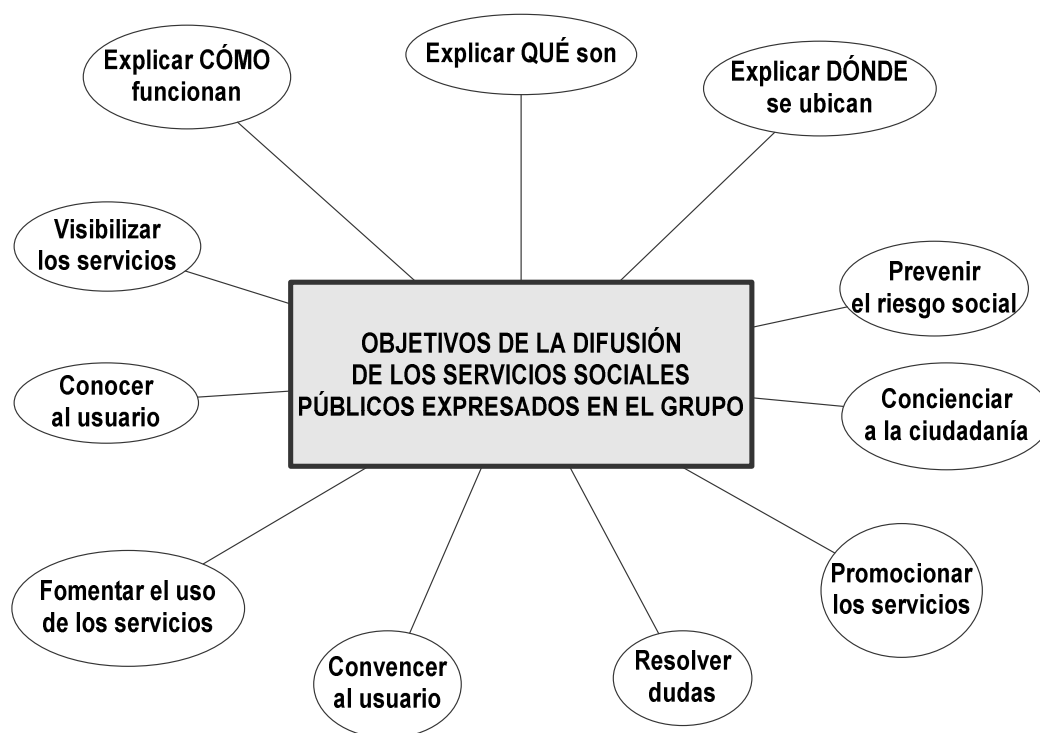 Explicar CÓMO
funcionan
Explicar QUÉ son
Explicar DÓNDE
se ubican
Visibilizar
los servicios
Prevenir
el riesgo social
OBJETIVOS DE LA DIFUSIÓN
DE LOS SERVICIOS SOCIALES
PÚBLICOS EXPRESADOS EN EL GRUPO
Conocer
al usuario
Concienciar
a la ciudadanía
Fomentar el uso
de los servicios
Promocionar
los servicios
Convencer
al usuario
Resolver
dudas